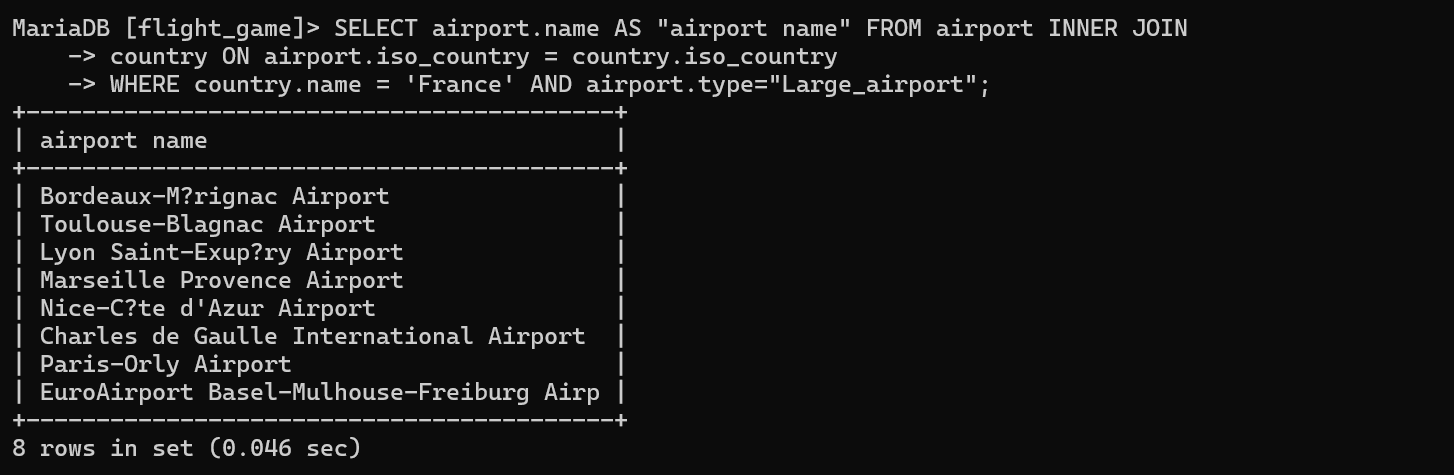 MariaDB [flight_game]> SELECT airport.name AS "airport name" FROM airport INNER JOIN
    -> country ON airport.iso_country = country.iso_country
    -> WHERE country.name = 'France' AND airport.type="Large_airport";
+------------------------------------------+
| airport name                             |
+------------------------------------------+
| Bordeaux-M?rignac Airport                |
| Toulouse-Blagnac Airport                 |
| Lyon Saint-Exup?ry Airport               |
| Marseille Provence Airport               |
| Nice-C?te d'Azur Airport                 |
| Charles de Gaulle International Airport  |
| Paris-Orly Airport                       |
| EuroAirport Basel-Mulhouse-Freiburg Airp |
+------------------------------------------+
8 rows in set (0.046 sec)